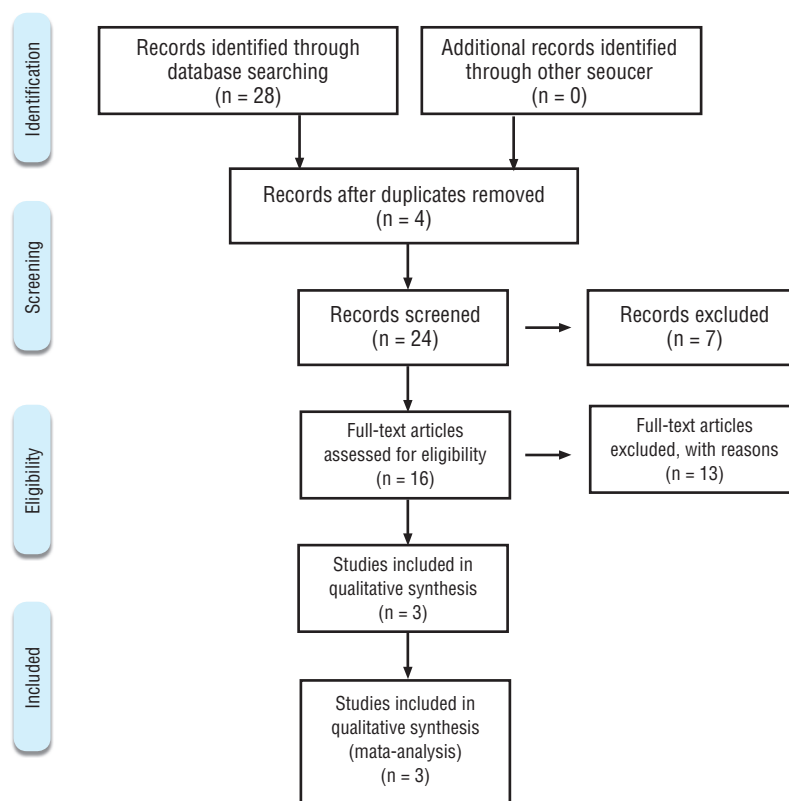 Identification
Records identified through
database searching
(n = 28)
Additional records identified
through other seoucer
(n = 0)
Records after duplicates removed
(n = 4)
Screening
Records screened
(n = 24)
Records excluded
(n = 7)
Eligibility
Full-text articles
assessed for eligibility
(n = 16)
Full-text articles
excluded, with reasons
(n = 13)
Studies included in
qualitative synthesis
(n = 3)
Included
Studies included in
qualitative synthesis
(mata-analysis)
(n = 3)